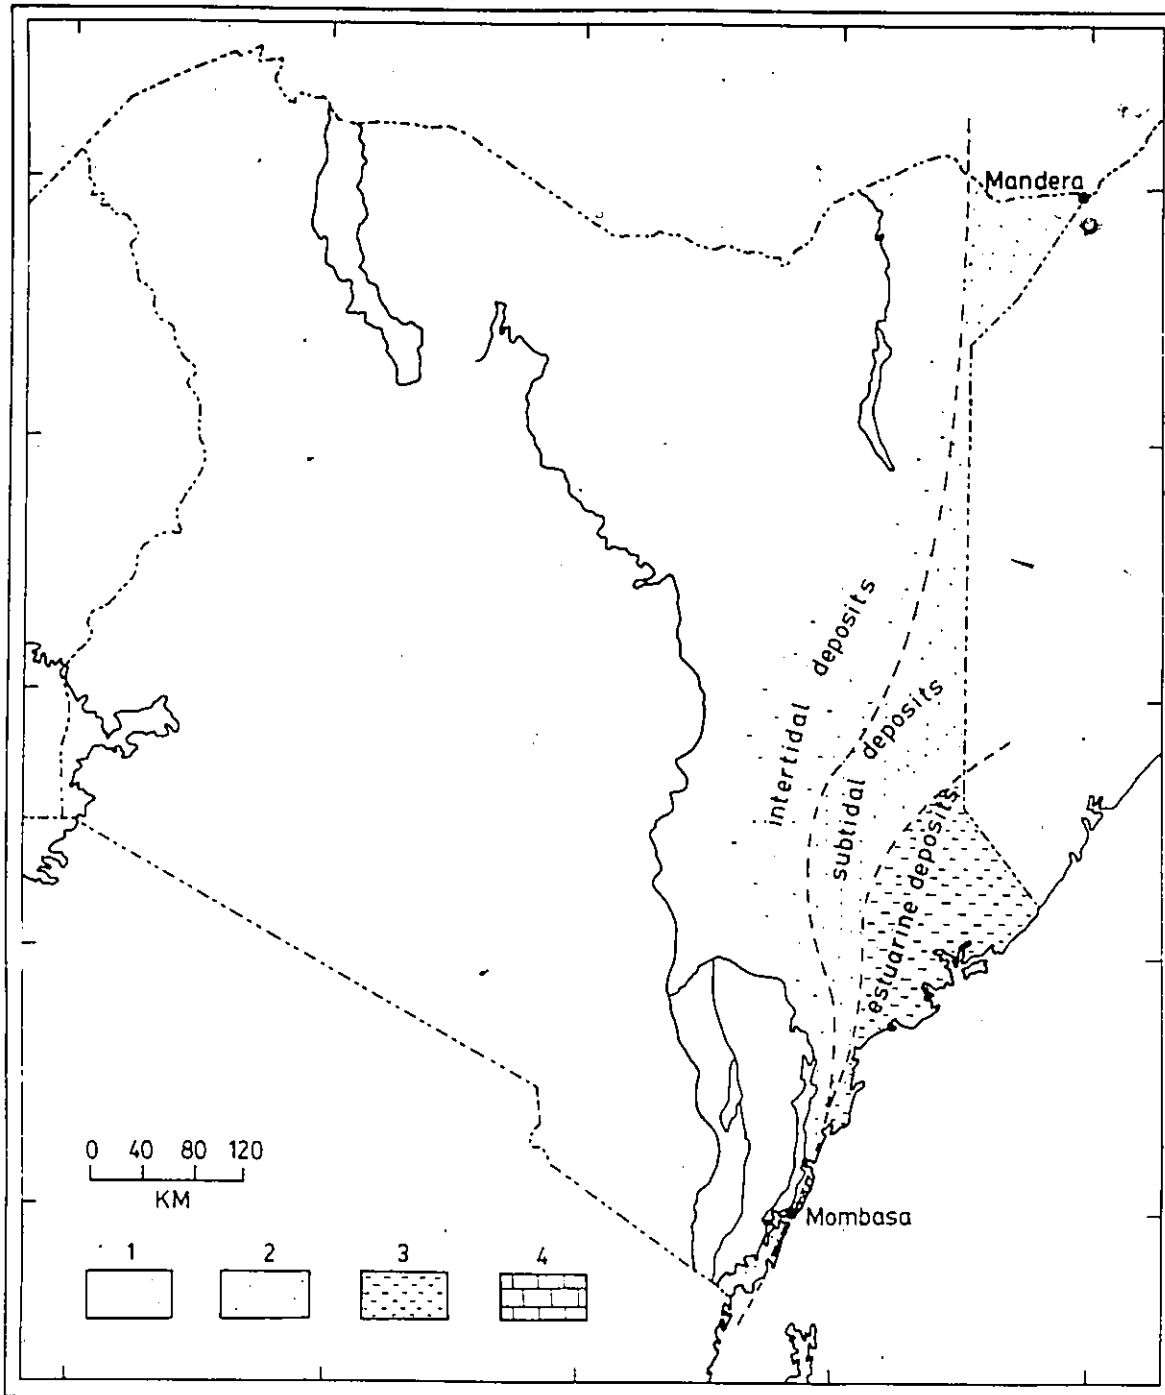 Mandera
intertidal deposits
subtidal deposits
estuarine deposits
0 40 80 120
KM
Mombasa
1 2 3 4